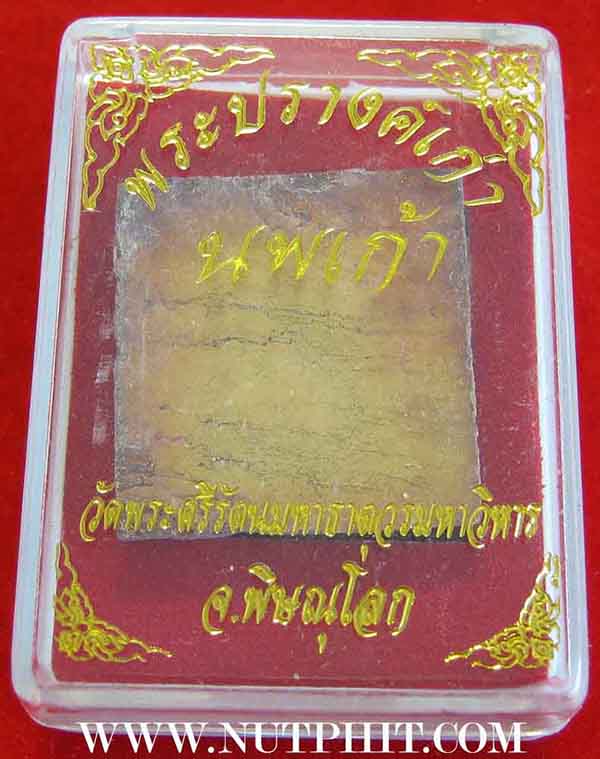 พระปรางค์เก่า
นพเก้า
วัดพระศรีรัตนมหาธาตุวรมหาวิหาร
จ.พิษณุโลก
WWW.NUTPHIT.COM